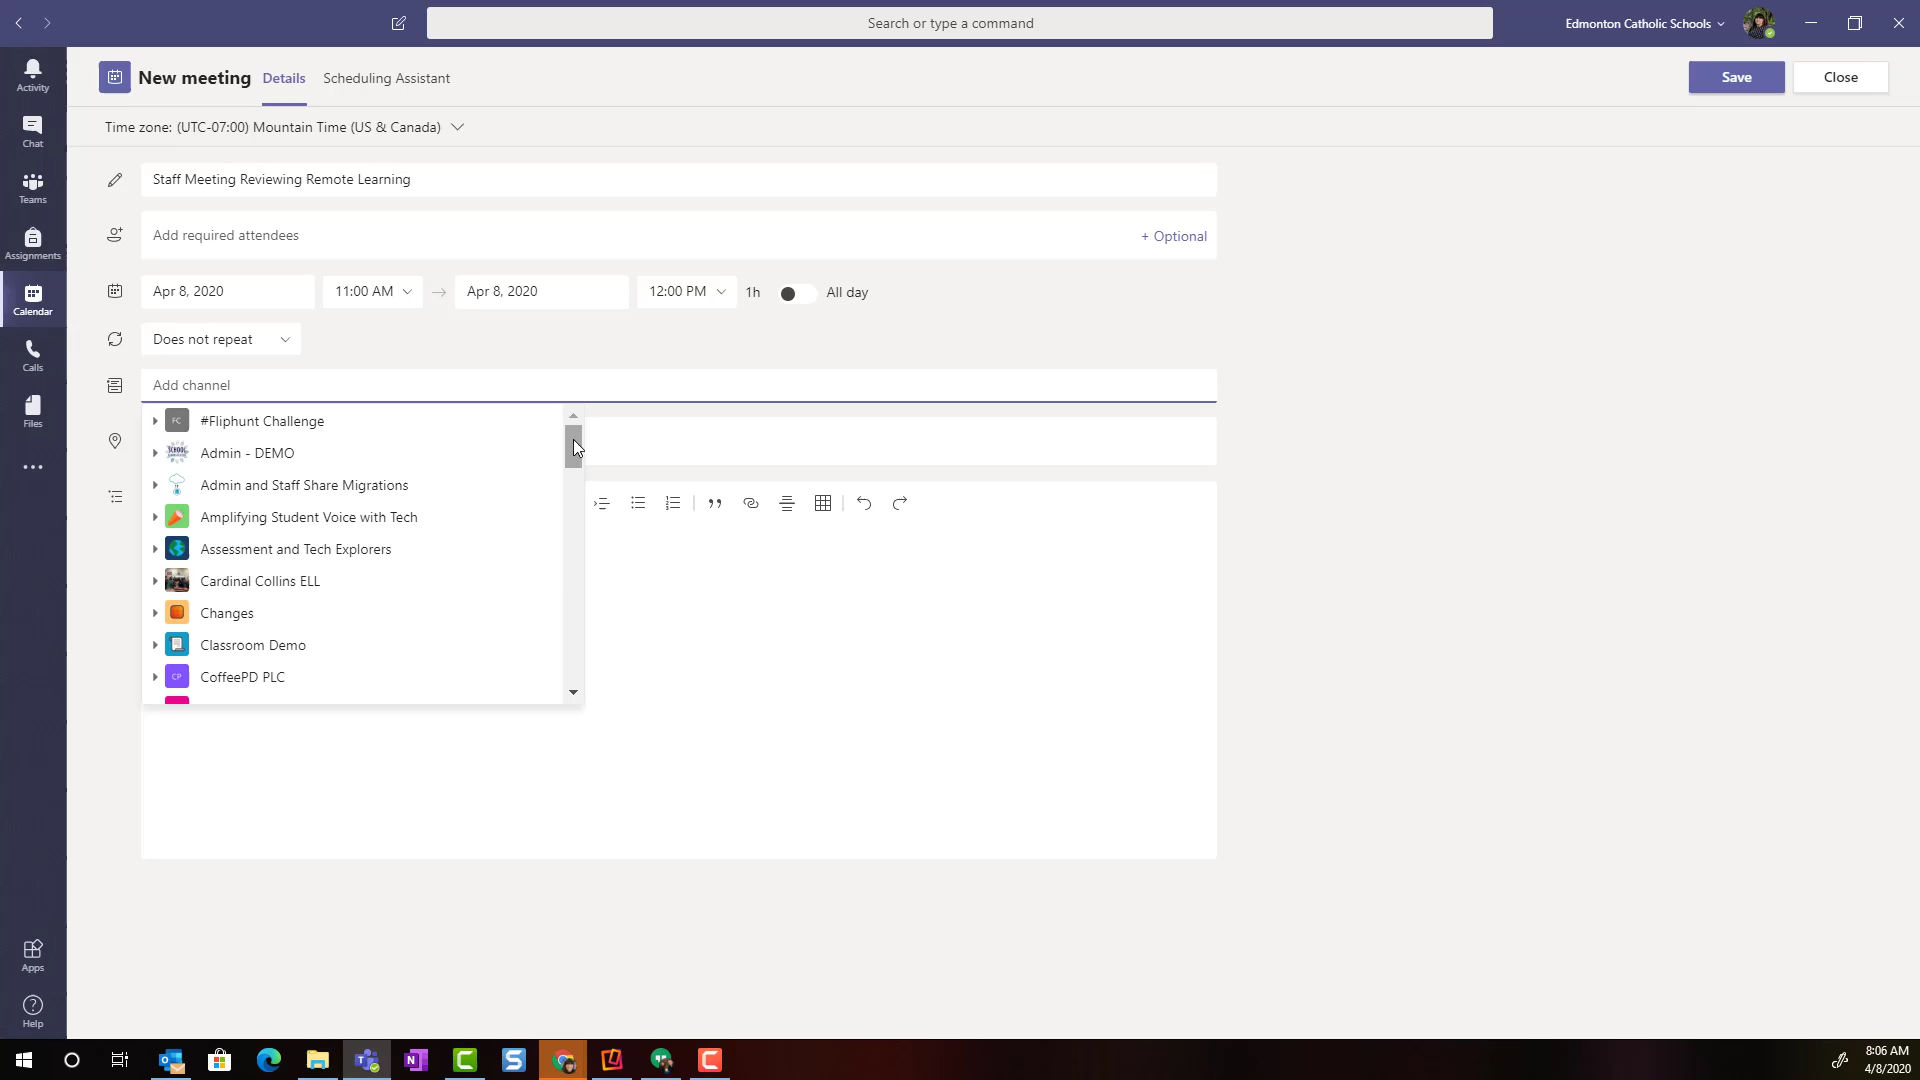 Search or type a command
Edmonton Catholic Schools
Activity
Chat
Teams
Assignments
Calendar
Calls
Files
Apps
Help
New meeting Details Scheduling Assistant
Save Close
Time zone: (UTC-07:00) Mountain Time (US & Canada)
Staff Meeting Reviewing Remote Learning
Add required attendees + Optional
Apr 8, 2020 11:00 AM Apr 8, 2020 12:00 PM 1h All day
Does not repeat
Add channel
FC #Fliphunt Challenge
SCHOOL Admin - DEMO
Admin and Staff Share Migrations
Amplifying Student Voice with Tech
Assessment and Tech Explorers
Cardinal Collins ELL
Changes
Classroom Demo
CP CoffeePD PLC
8:06 AM
4/8/2020